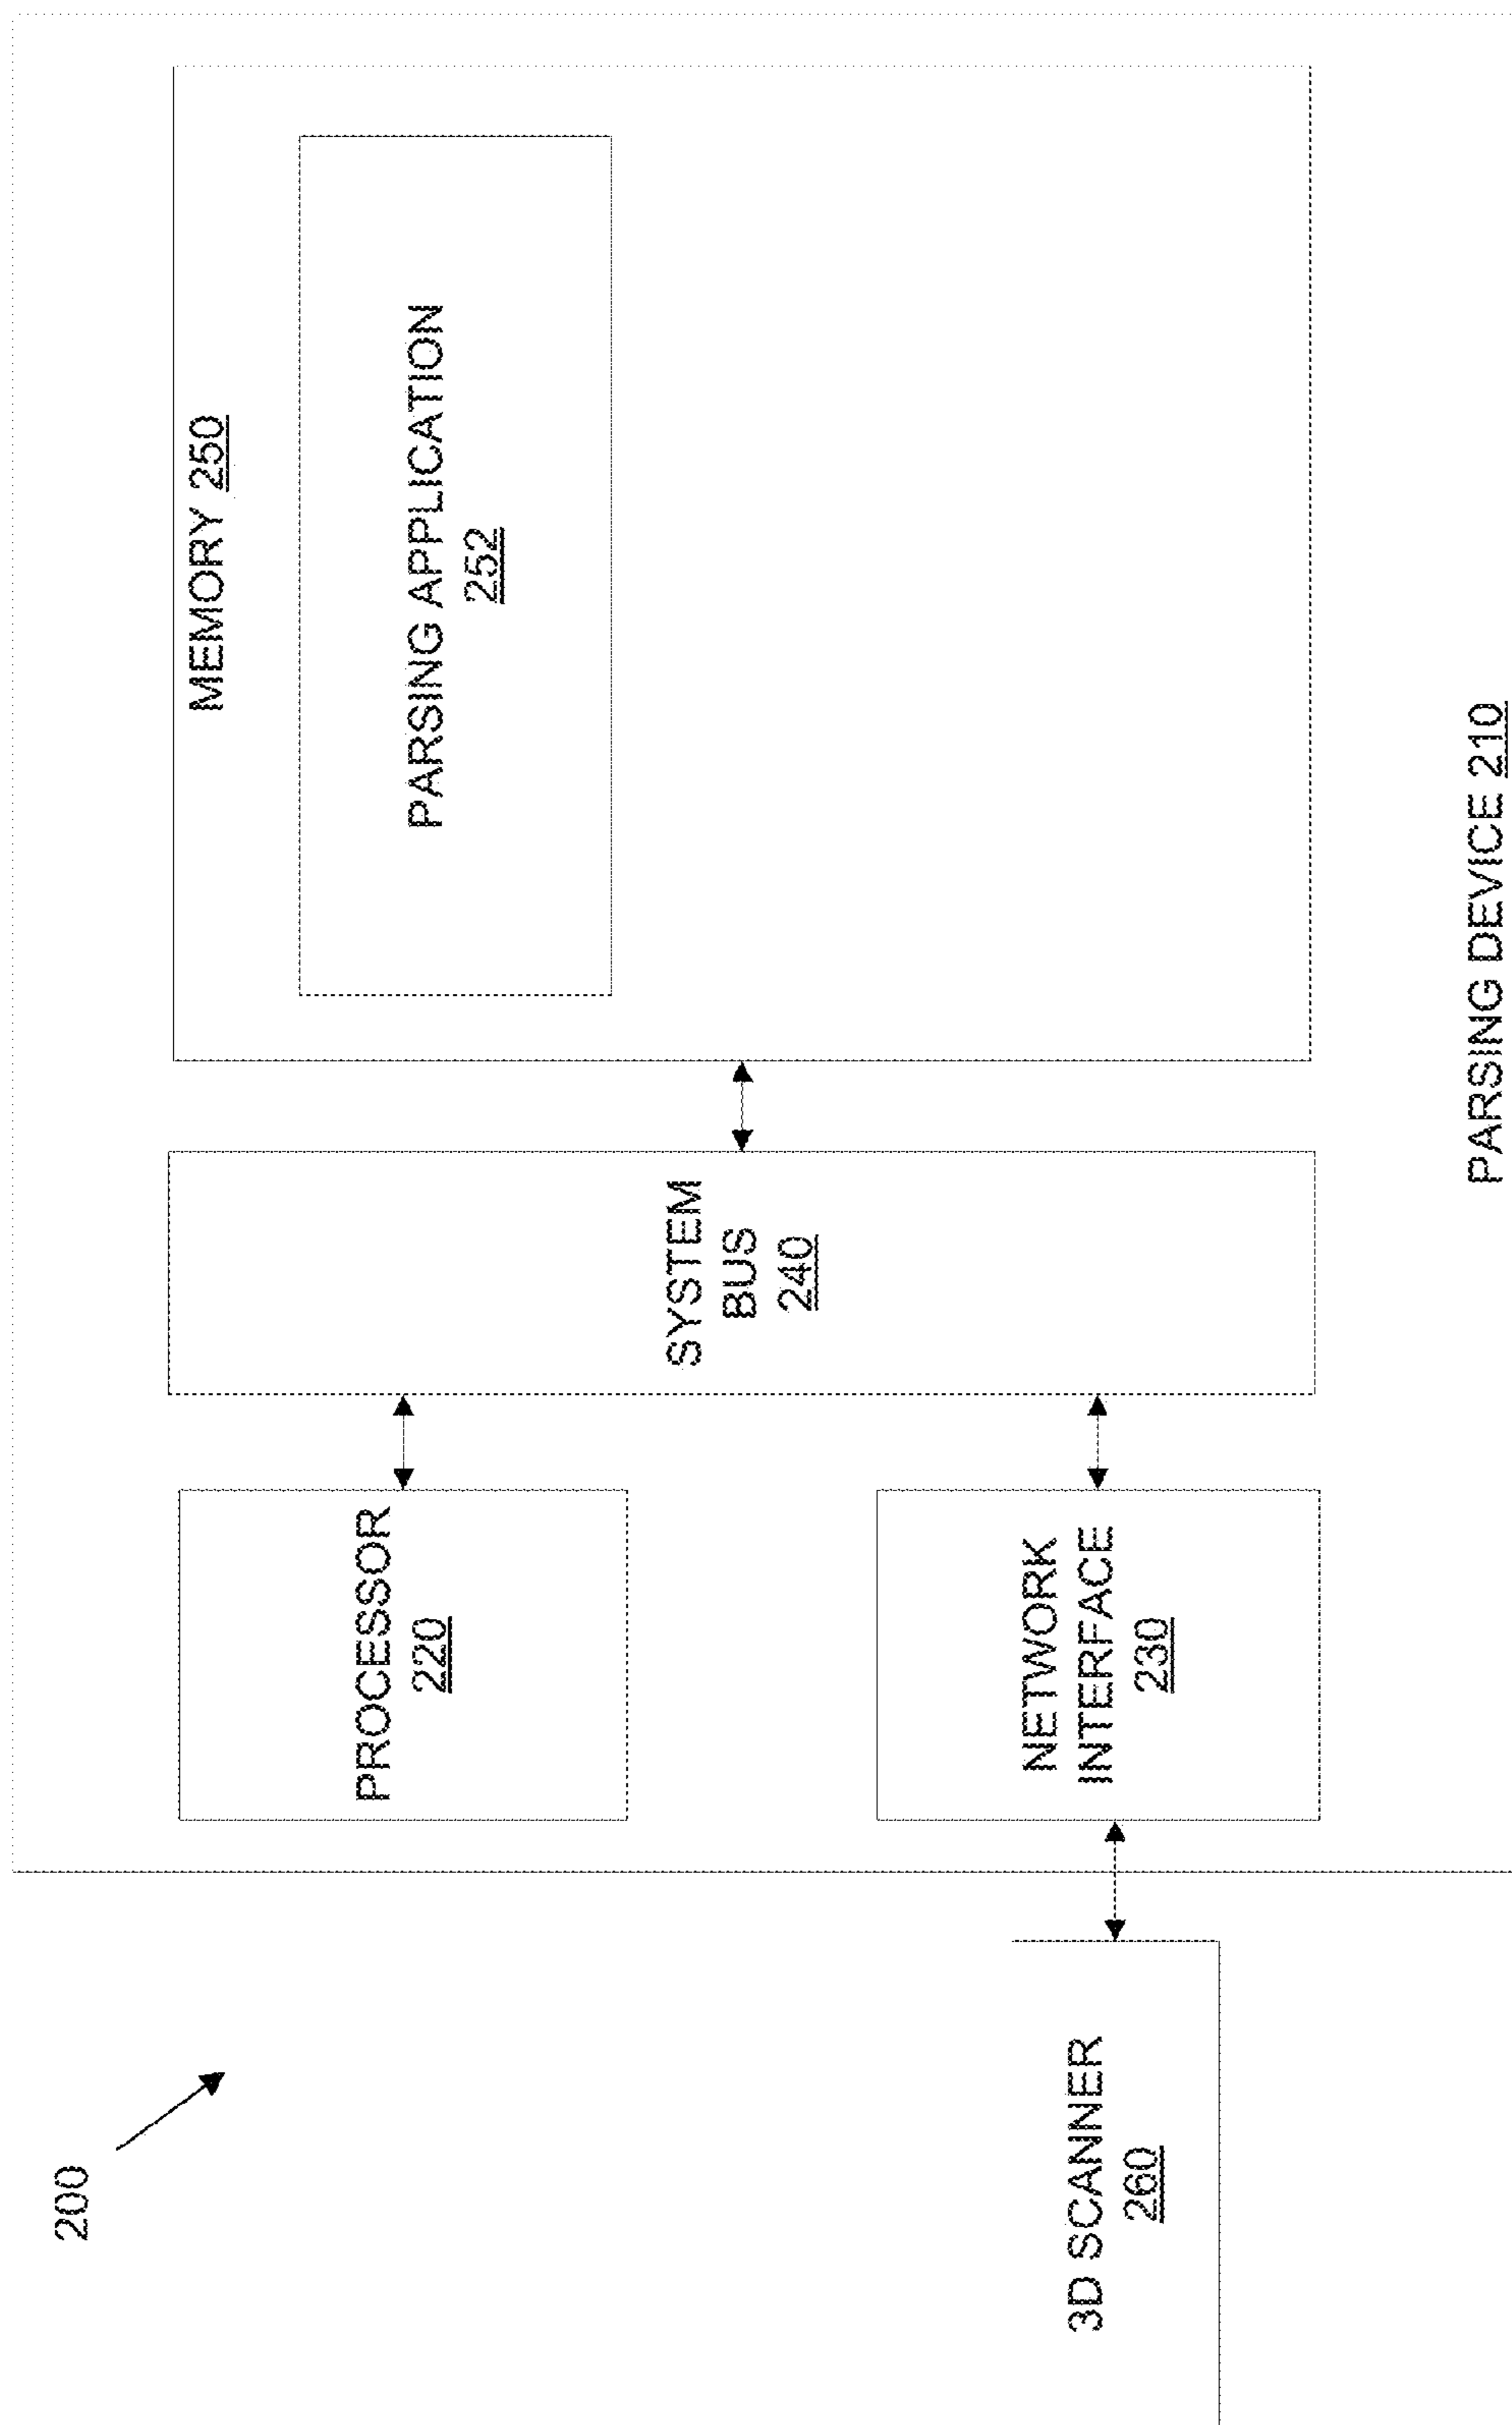 200
3D SCANNER
260
PROCESSOR
220
NETWORK
INTERFACE
230
SYSTEM
BUS
240
MEMORY 250
PARSING APPLICATION
252
PARSING DEVICE 210